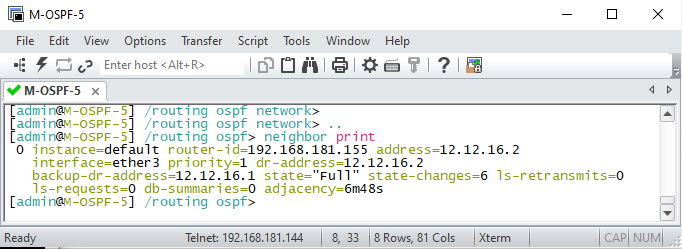 M-OSPF-5
File Edit View Options Transfer Script Tools Window Help
Enter host <Alt+R>
M-OSPF-5
[admin@M-OSPF-5] /routing ospf network>
[admin@M-OSPF-5] /routing ospf network> ..
[admin@M-OSPF-5] /routing ospf> neighbor print
0 instance=default router-id=192.168.181.155 address=12.12.16.2
interface=ether3 priority=1 dr-address=12.12.16.2
backup-dr-address=12.12.16.1 state="Full" state-changes=6 ls-retransmits=0
ls-requests=0 db-summaries=0 adjacency=6m48s
[admin@M-OSPF-5] /routing ospf>
Ready Telnet: 192.168.181.144 8, 33 8 Rows, 81 Cols Xterm CAP NUM